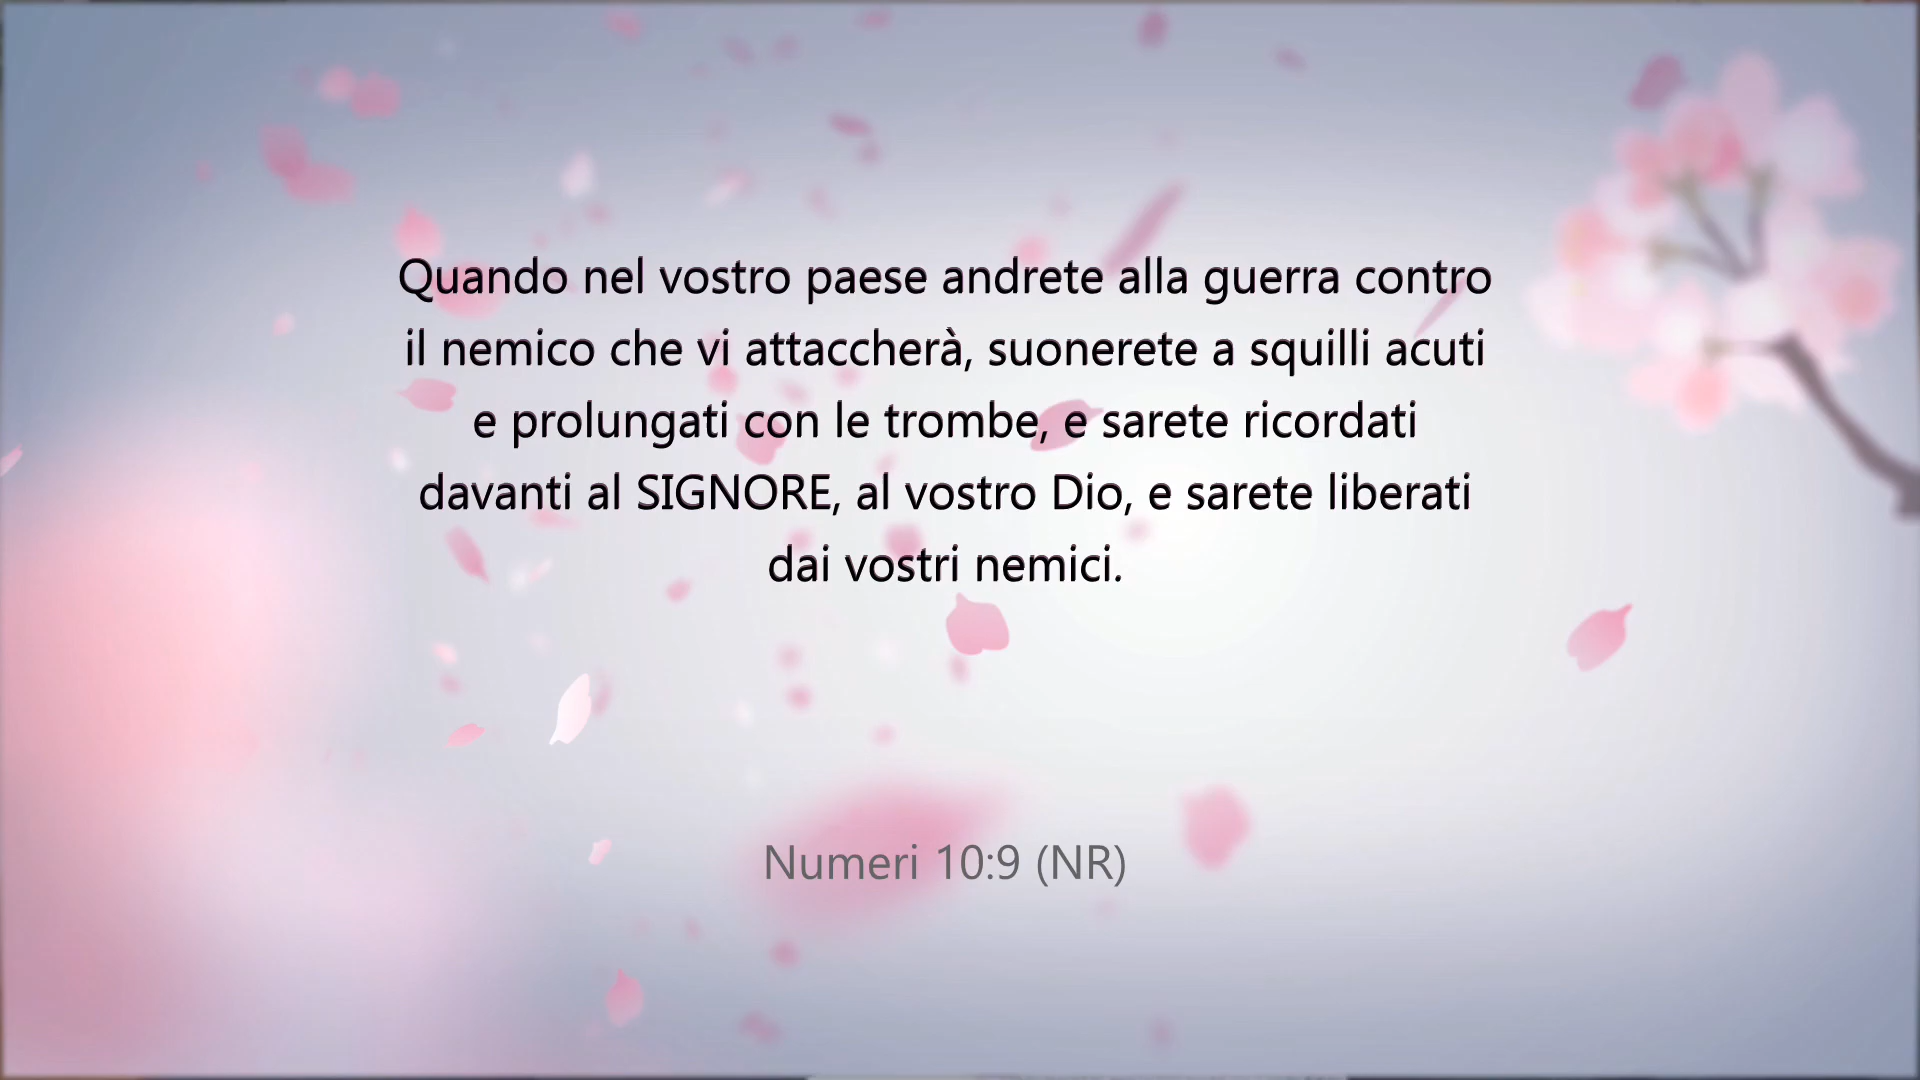 Quando nel vostro paese andrete alla guerra contro
il nemico che vi attaccherà, suonerete a squilli acuti
e prolungati con le trombe, e sarete ricordati
davanti al SIGNORE, al vostro Dio, e sarete liberati
dai vostri nemici.
Numeri 10:9 (NR)